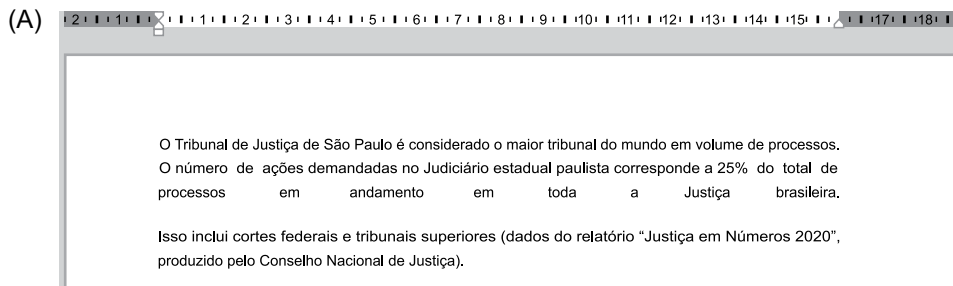 (A)
2 1 1 2 3 4 5 6 7 8 9 10 11 12 13 14 15 17 18
O Tribunal de Justiça de São Paulo é considerado o maior tribunal do mundo em volume de processos.
O número de ações demandadas no Judiciário estadual paulista corresponde a 25% do total de
processos em andamento em toda a Justiça brasileira.
Isso inclui cortes federais e tribunais superiores (dados do relatório “Justiça em Números 2020”,
produzido pelo Conselho Nacional de Justiça).